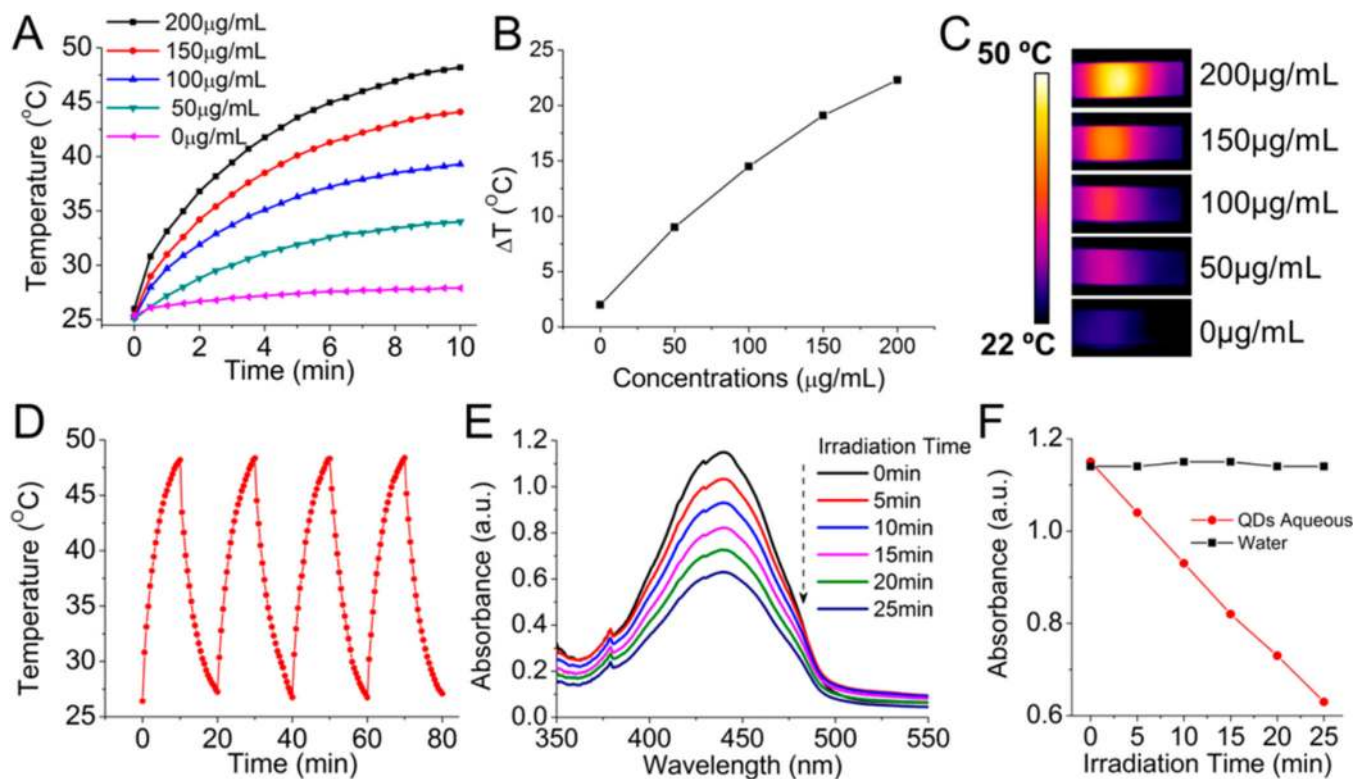 A
200μg/mL
150μg/mL
100μg/mL
50μg/mL
0μg/mL
50
45
40
35
30
25
Temperature (°C)
0 2 4 6 8 10
Time (min)
B
25
20
15
10
5
0
ΔT (°C)
0 50 100 150 200
Concentrations (μg/mL)
C
50 ºC
22 ºC
200μg/mL
150μg/mL
100μg/mL
50μg/mL
0μg/mL
D
50
45
40
35
30
25
Temperature (°C)
0 20 40 60 80
Time (min)
E
1.2
1.0
0.8
0.6
0.4
0.2
0.0
Absorbance (a.u.)
350 400 450 500 550
Wavelength (nm)
Irradiation Time
0min
5min
10min
15min
20min
25min
F
1.2
1.0
0.8
0.6
Absorbance (a.u.)
QDs Aqueous
Water
0 5 10 15 20 25
Irradiation Time (min)